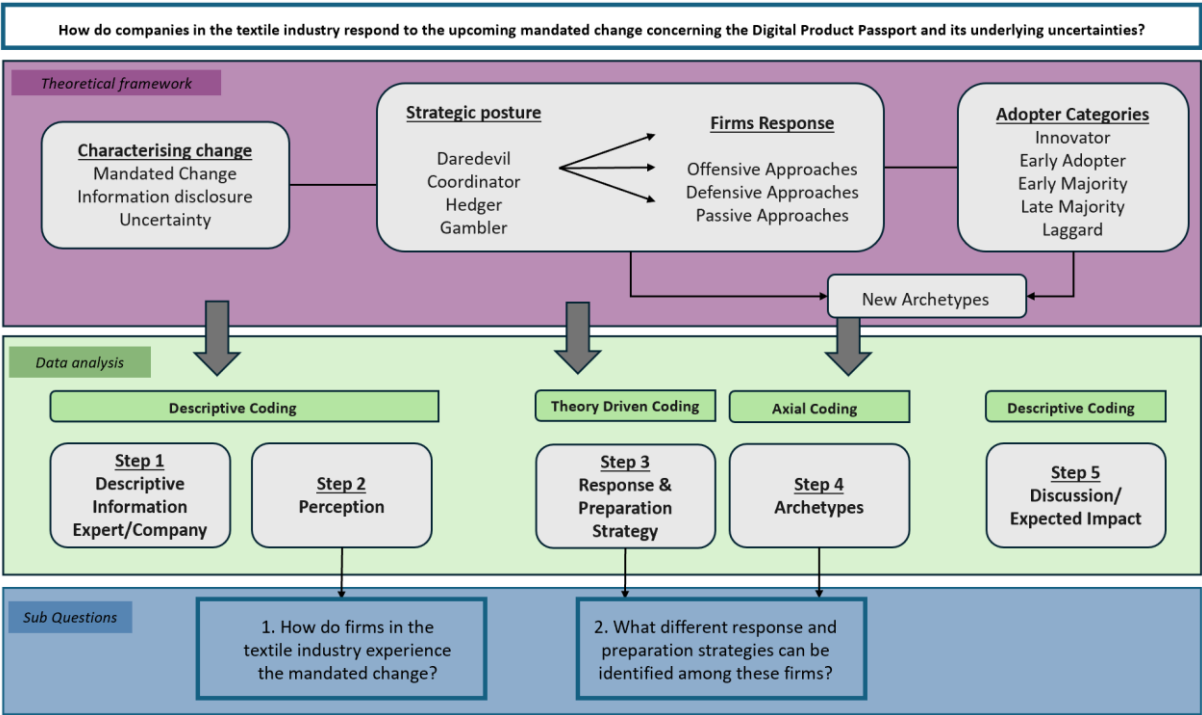 How do companies in the textile industry respond to the upcoming mandated change concerning the Digital Product Passport and its underlying uncertainties?
Theoretical framework
Characterising change
Mandated Change
Information disclosure
Uncertainty
Strategic posture
Daredevil
Coordinator
Hedger
Gambler
Firms Response
Offensive Approaches
Defensive Approaches
Passive Approaches
Adopter Categories
Innovator
Early Adopter
Early Majority
Late Majority
Laggard
New Archetypes
Data analysis
Descriptive Coding
Theory Driven Coding
Axial Coding
Descriptive Coding
Step 1
Descriptive
Information
Expert/Company
Step 2
Perception
Step 3
Response &
Preparation
Strategy
Step 4
Archetypes
Step 5
Discussion/
Expected Impact
Sub Questions
1. How do firms in the
textile industry experience
the mandated change?
2. What different response and
preparation strategies can be
identified among these firms?